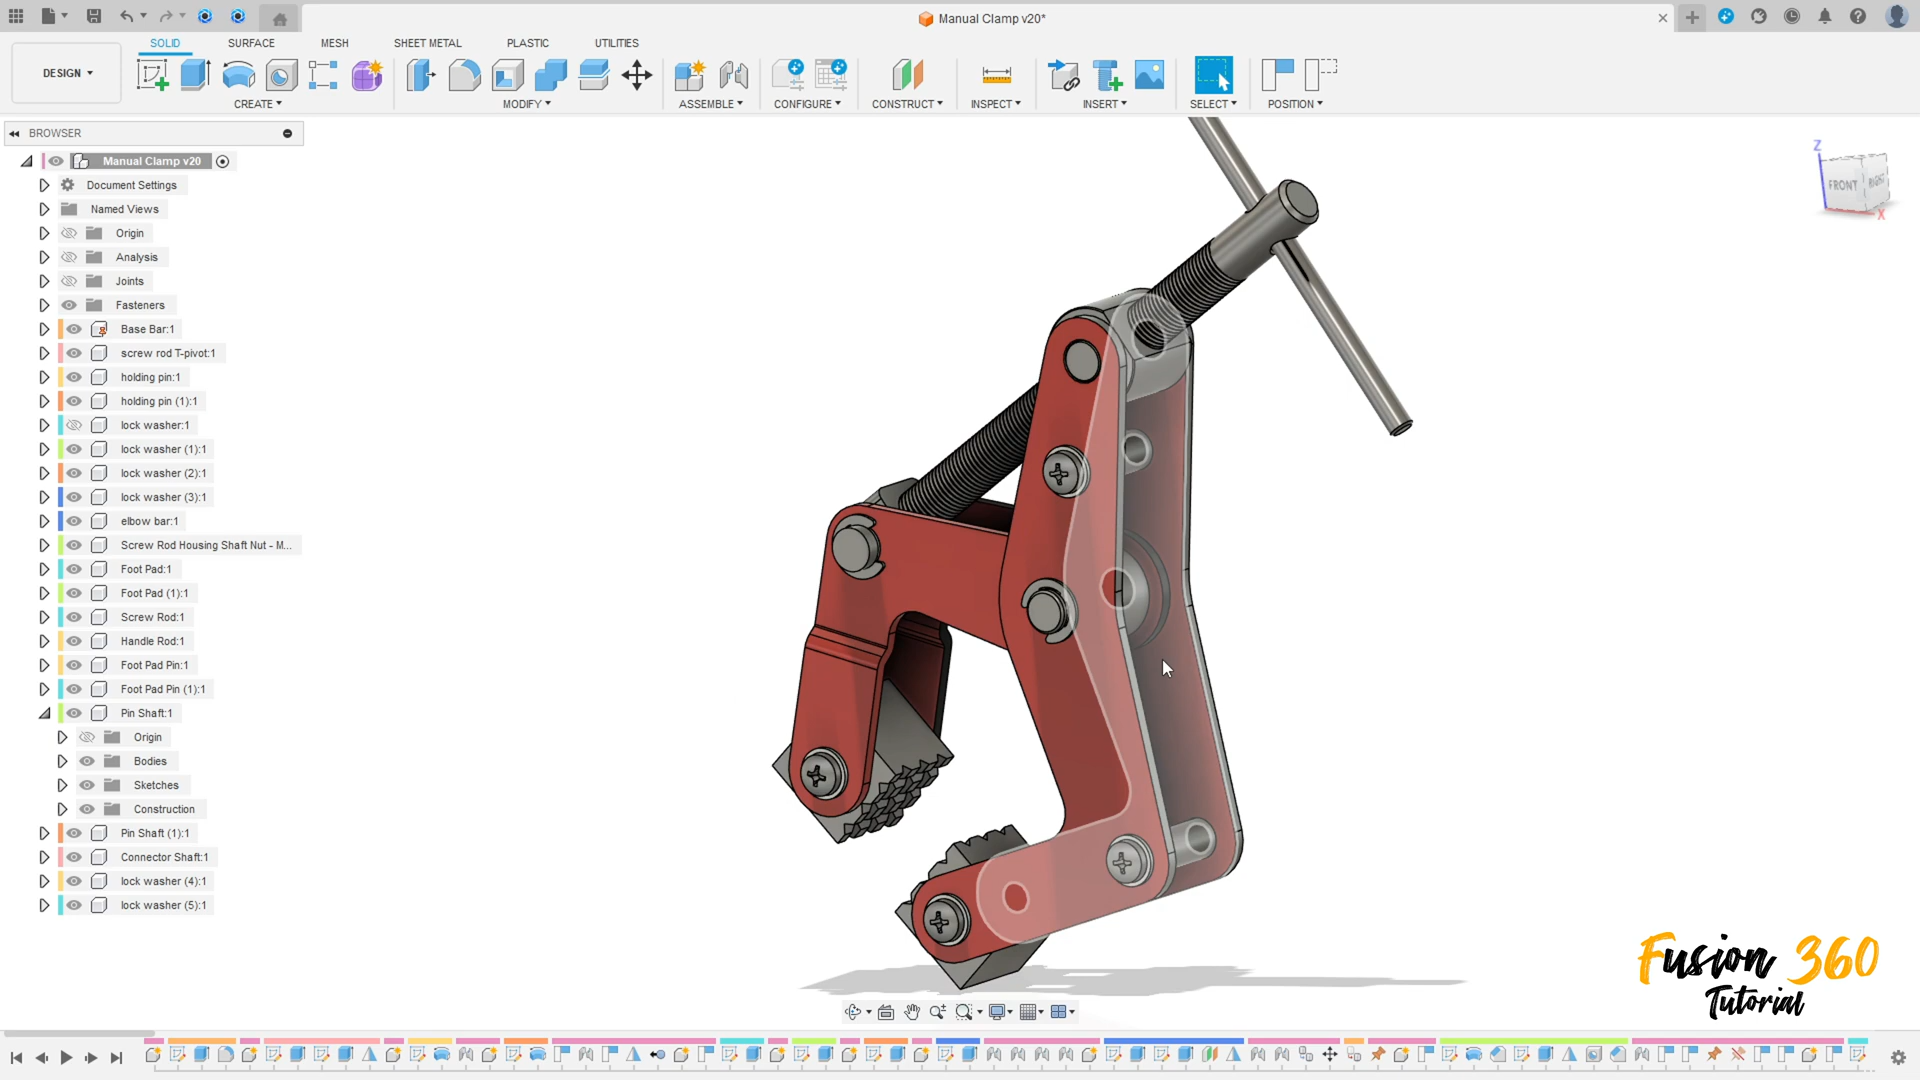 Manual Clamp v20*
DESIGN
SOLID
SURFACE
MESH
SHEET METAL
PLASTIC
UTILITIES
CREATE
MODIFY
ASSEMBLE
CONFIGURE
CONSTRUCT
INSPECT
INSERT
SELECT
POSITION
BROWSER
Manual Clamp v20
Document Settings
Named Views
Origin
Analysis
Joints
Fasteners
Base Bar:1
screw rod T-pivot:1
holding pin:1
holding pin (1):1
lock washer:1
lock washer (1):1
lock washer (2):1
lock washer (3):1
elbow bar:1
Screw Rod Housing Shaft Nut - M...
Foot Pad:1
Foot Pad (1):1
Screw Rod:1
Handle Rod:1
Foot Pad Pin:1
Foot Pad Pin (1):1
Pin Shaft:1
Origin
Bodies
Sketches
Construction
Pin Shaft (1):1
Connector Shaft:1
lock washer (4):1
lock washer (5):1
Z
FRONT
RIGHT
X
Fusion 360
Tutorial